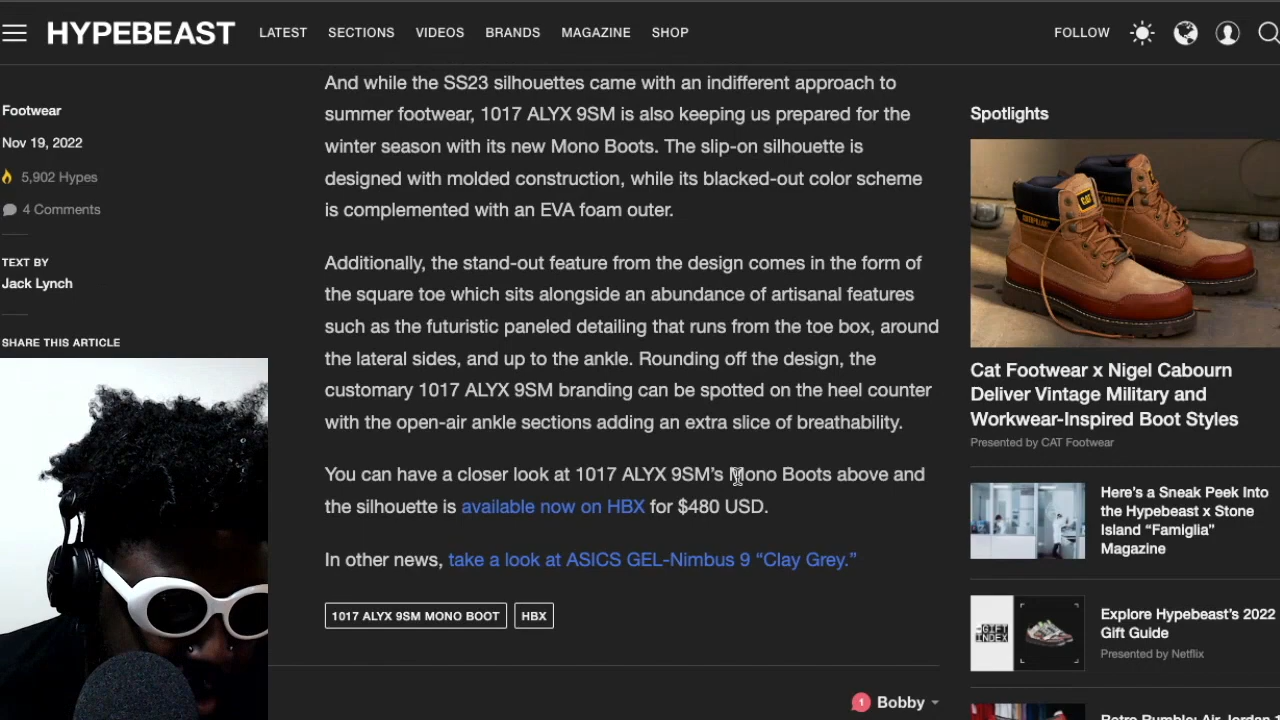 HYPEBEAST
LATEST
SECTIONS
VIDEOS
BRANDS
MAGAZINE
SHOP
FOLLOW
Footwear
Nov 19, 2022
5,902 Hypes
4 Comments
TEXT BY
Jack Lynch
SHARE THIS ARTICLE
And while the SS23 silhouettes came with an indifferent approach to
summer footwear, 1017 ALYX 9SM is also keeping us prepared for the
winter season with its new Mono Boots. The slip-on silhouette is
designed with molded construction, while its blacked-out color scheme
is complemented with an EVA foam outer.
Additionally, the stand-out feature from the design comes in the form of
the square toe which sits alongside an abundance of artisanal features
such as the futuristic paneled detailing that runs from the toe box, around
the lateral sides, and up to the ankle. Rounding off the design, the
customary 1017 ALYX 9SM branding can be spotted on the heel counter
with the open-air ankle sections adding an extra slice of breathability.
You can have a closer look at 1017 ALYX 9SM’s Mono Boots above and
the silhouette is available now on HBX for $480 USD.
In other news, take a look at ASICS GEL-Nimbus 9 “Clay Grey.”
1017 ALYX 9SM MONO BOOT
HBX
1 Bobby
Spotlights
CAT
Cat Footwear x Nigel Cabourn
Deliver Vintage Military and
Workwear-Inspired Boot Styles
Presented by CAT Footwear
Here’s a Sneak Peek Into
the Hypebeast x Stone
Island “Famiglia”
Magazine
GIFT
INDEX
Explore Hypebeast’s 2022
Gift Guide
Presented by Netflix
Retro Rumble: Air Jordan